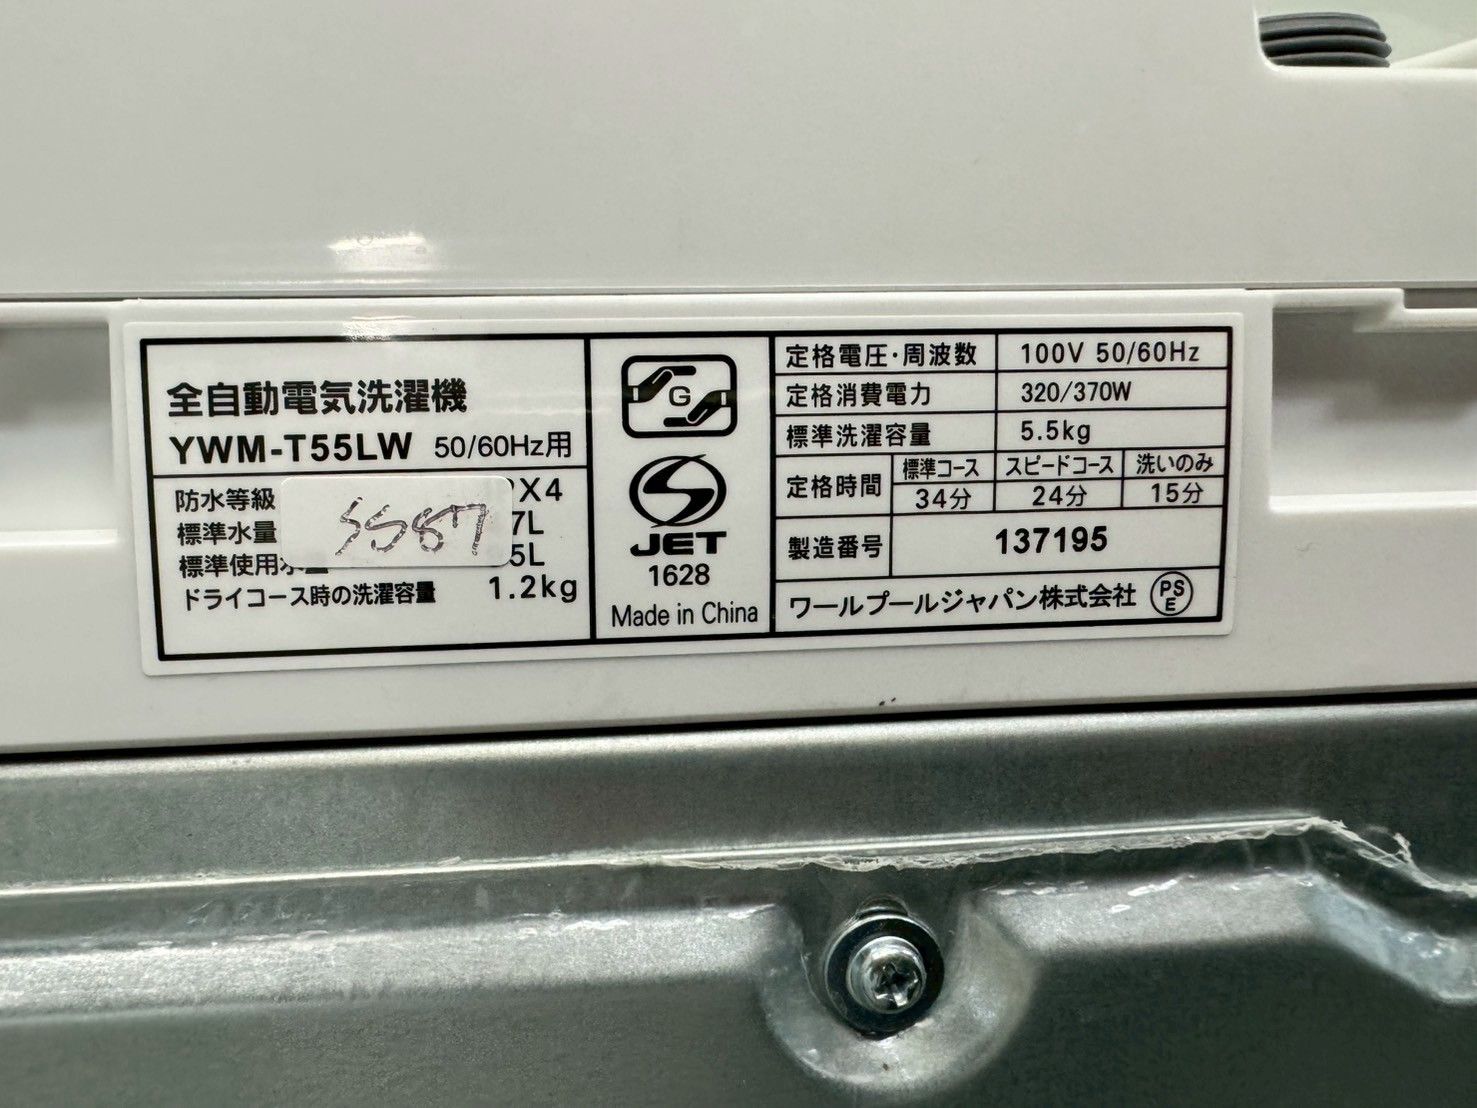 全自動電気洗濯機
YWM-T55LW 50/60Hz用
防水等級 X4
標準水量 7L
標準使用水量 5L
ドライコース時の洗濯容量 1.2kg
5587
G
JET
1628
Made in China
定格電圧・周波数 100V 50/60Hz
定格消費電力 320/370W
標準洗濯容量 5.5kg
定格時間 標準コース スピードコース 洗いのみ
34分 24分 15分
製造番号 137195
ワールプールジャパン株式会社 PSE